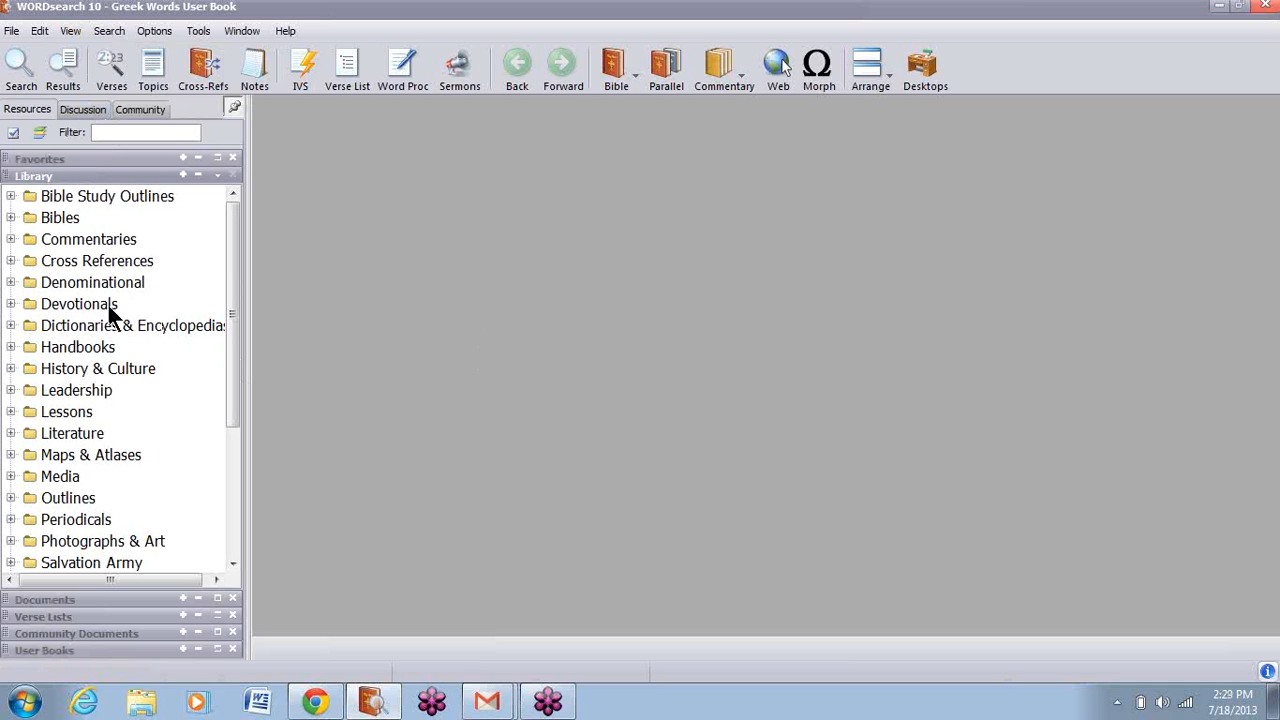 WORDsearch 10 - Greek Words User Book
File Edit View Search Options Tools Window Help
Search Results Verses Topics Cross-Refs Notes IVS Verse List Word Proc Sermons Back Forward Bible Parallel Commentary Web Morph Arrange Desktops
Resources Discussion Community
Filter:
Favorites
Library
Bible Study Outlines
Bibles
Commentaries
Cross References
Denominational
Devotionals
Dictionaries & Encyclopedias
Handbooks
History & Culture
Leadership
Lessons
Literature
Maps & Atlases
Media
Outlines
Periodicals
Photographs & Art
Salvation Army
Documents
Verse Lists
Community Documents
User Books
2:29 PM
7/18/2013